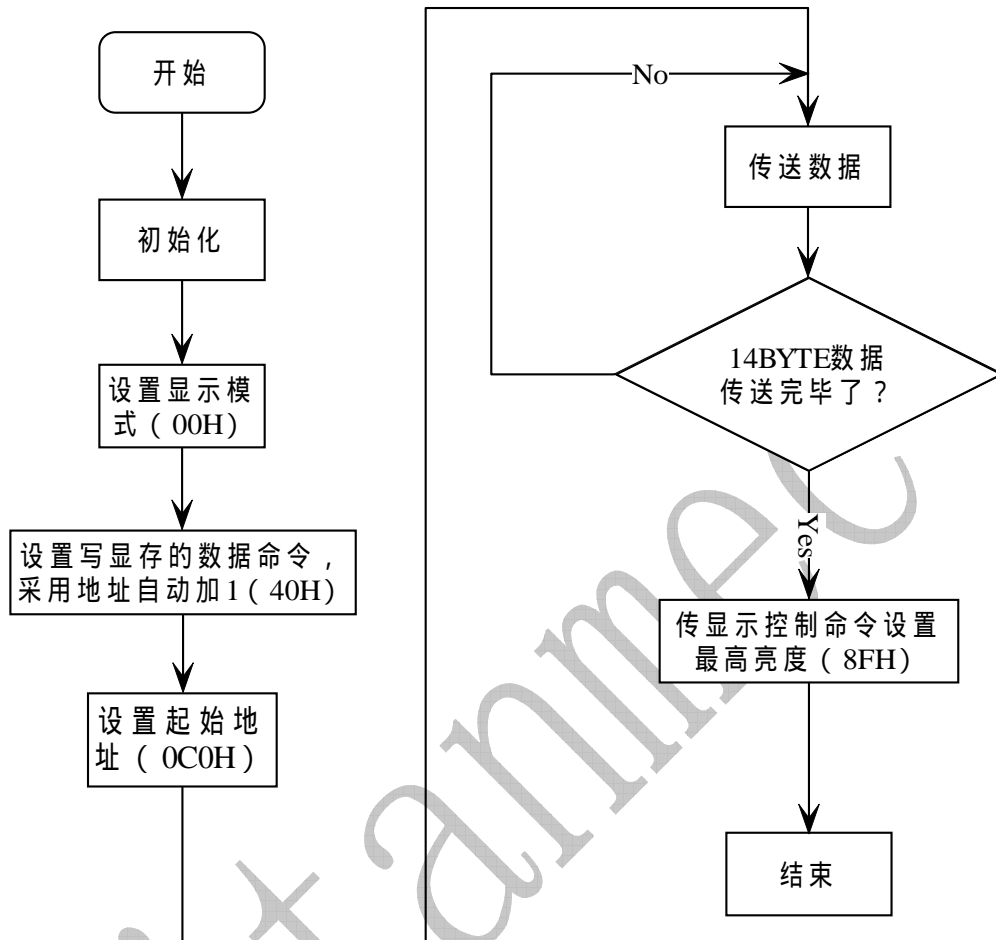 开始
初始化
设置显示模
式（00H）
设置写显存的数据命令，
采用地址自动加1（40H）
设置起始地
址（0C0H）
No
传送数据
14BYTE数据
传送完毕了？
Yes
传显示控制命令设置
最高亮度（8FH）
结束